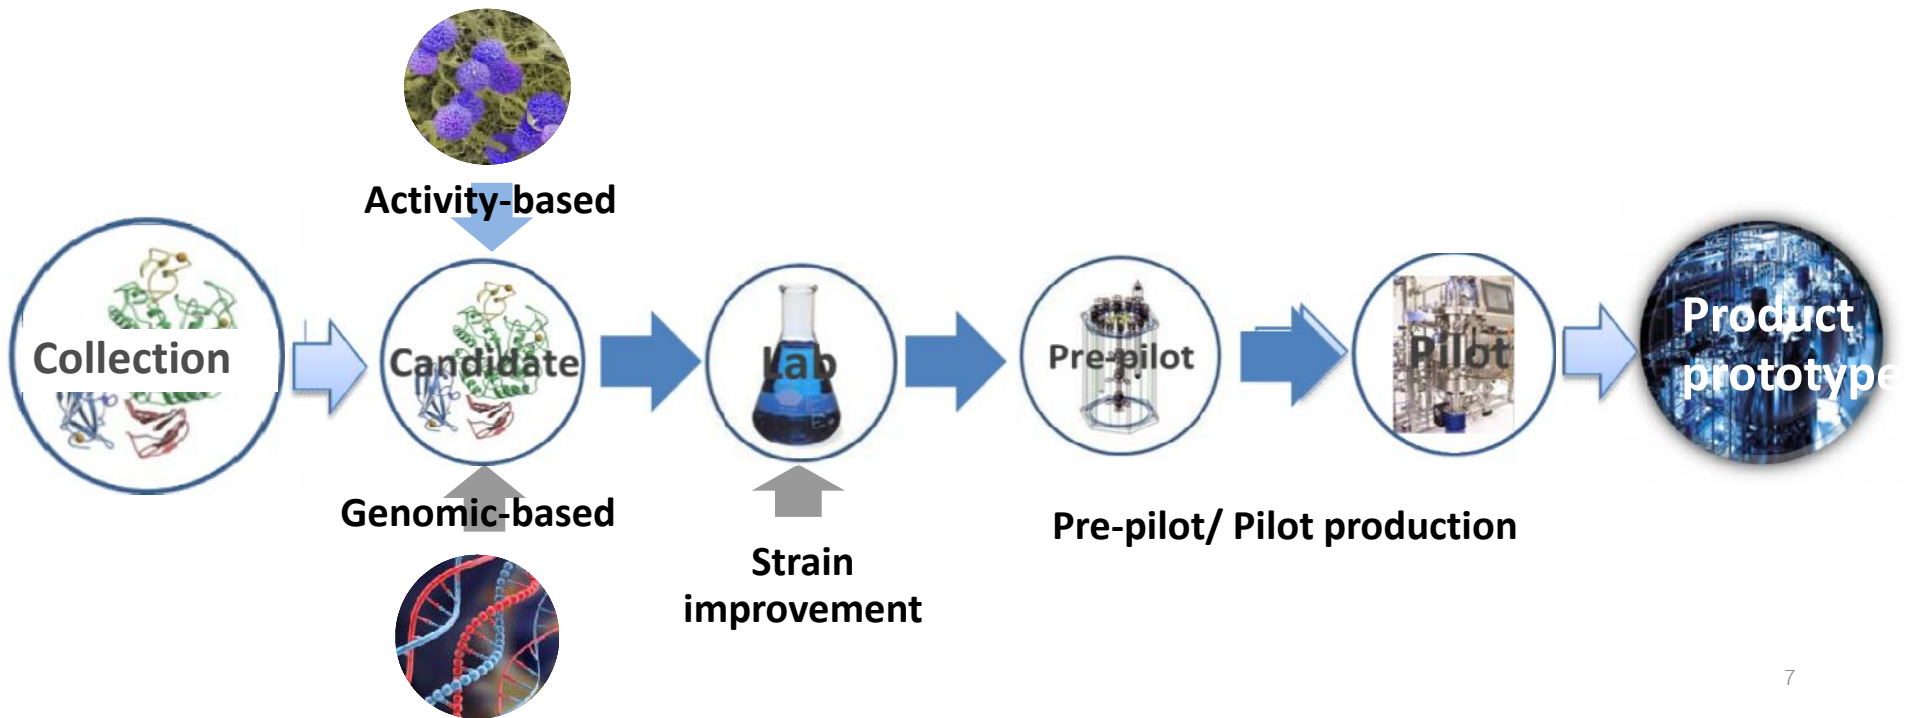 Activity-based
Collection
Candidate
Lab
Pre-pilot
Pilot
Product
prototype
Genomic-based
Strain
improvement
Pre-pilot/ Pilot production
7